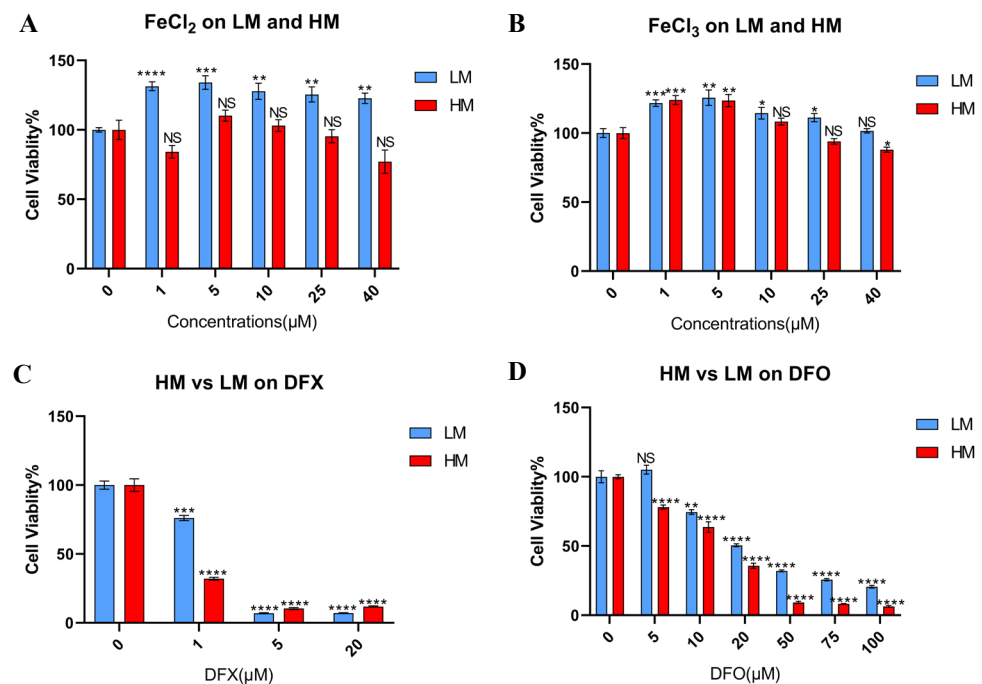 A
FeCl2 on LM and HM
Cell Viablity%
150
100
50
0
**** *** ** ** **
NS NS NS NS NS
LM
HM
0 1 5 10 25 40
Concentrations(µM)
B
FeCl3 on LM and HM
Cell Viablity%
150
100
50
0
*** *** ** ** * NS * NS NS *
LM
HM
0 1 5 10 25 40
Concentrations(µM)
C
HM vs LM on DFX
Cell Viablity%
150
100
50
0
*** **** **** **** **** ****
LM
HM
0 1 5 20
DFX(µM)
D
HM vs LM on DFO
Cell Viablity%
150
100
50
0
NS **** ** **** **** **** **** **** **** **** **** ****
LM
HM
0 5 10 20 50 75 100
DFO(µM)